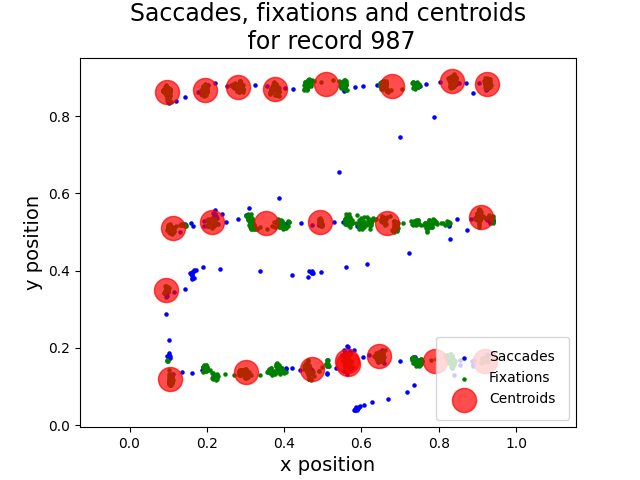 Saccades, fixations and centroids
for record 987
y position
0.8
0.6
0.4
0.2
0.0
Saccades
Fixations
Centroids
0.0 0.2 0.4 0.6 0.8 1.0
x position